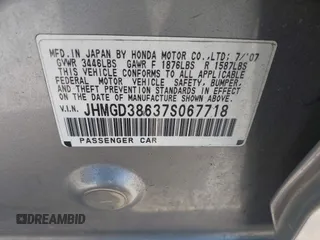 MFD. IN JAPAN BY HONDA MOTOR CO.,LTD. 7/'07
GVWR 3446LBS GAWR F 1876LBS R 1587LBS
THIS VEHICLE CONFORMS TO ALL APPLICABLE
FEDERAL MOTOR VEHICLE SAFETY, BUMPER, AND
THEFT PREVENTION STANDARDS IN EFFECT ON
THE DATE OF MANUFACTURE SHOWN ABOVE.
V.I.N. JHMGD38637S067718
PASSENGER CAR
DREAMBID